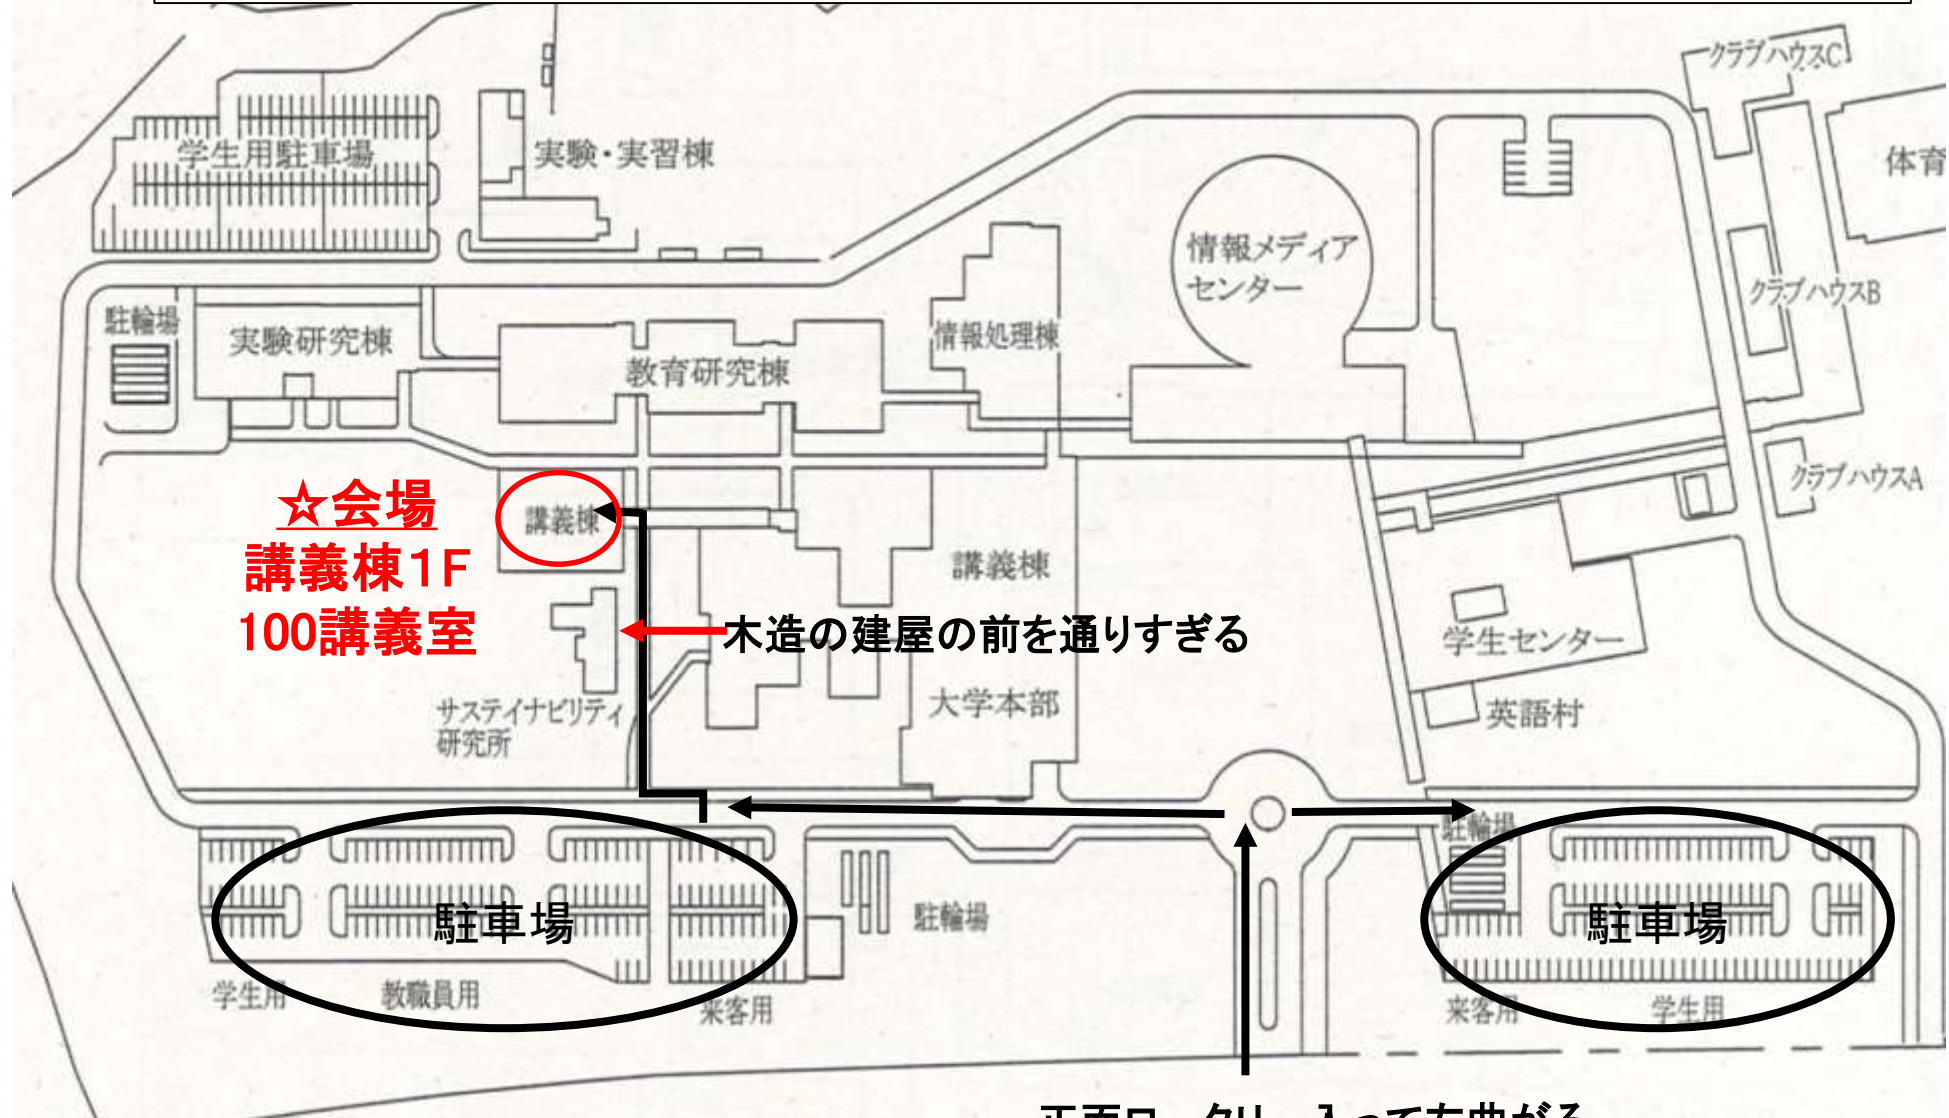 クラブハウスC
学生用駐車場
実験・実習棟
体育
情報メディア
センター
クラブハウスB
駐輪場
実験研究棟
教育研究棟
情報処理棟
クラブハウスA
☆会場
講義棟1F
100講義室
講義棟
講義棟
木造の建屋の前を通りすぎる
学生センター
サステイナビリティ
研究所
大学本部
英語村
駐輪場
駐車場
駐輪場
駐車場
学生用
教職員用
来客用
来客用
学生用